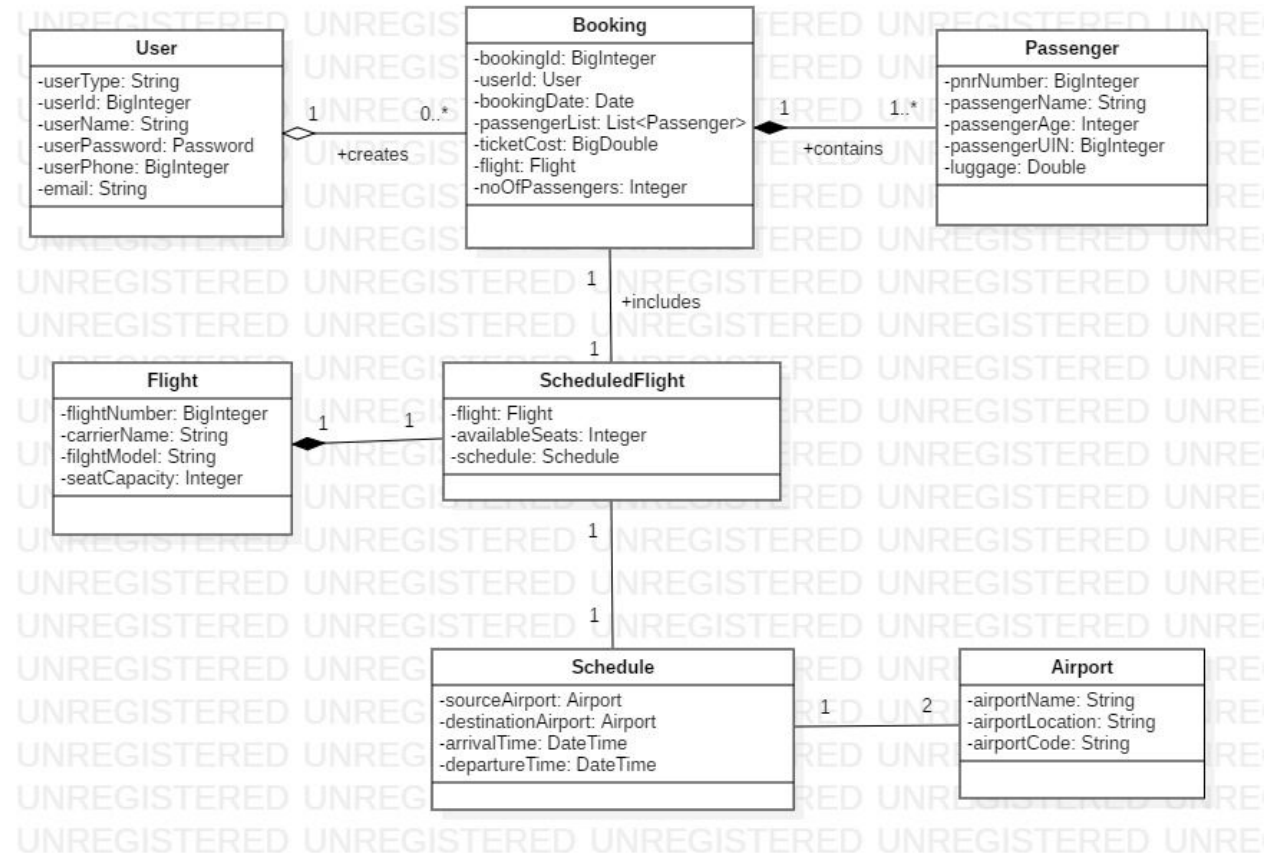 User
-userType: String
-userId: BigInteger
-userName: String
-userPassword: Password
-userPhone: BigInteger
-email: String
1
0..*
+creates
Booking
-bookingId: BigInteger
-userId: User
-bookingDate: Date
-passengerList: List<Passenger>
-ticketCost: BigDouble
-flight: Flight
-noOfPassengers: Integer
1
1..*
+contains
Passenger
-pnrNumber: BigInteger
-passengerName: String
-passengerAge: Integer
-passengerUIN: BigInteger
-luggage: Double
1
+includes
1
Flight
-flightNumber: BigInteger
-carrierName: String
-filghtModel: String
-seatCapacity: Integer
1
1
ScheduledFlight
-flight: Flight
-availableSeats: Integer
-schedule: Schedule
1
1
Schedule
-sourceAirport: Airport
-destinationAirport: Airport
-arrivalTime: DateTime
-departureTime: DateTime
1
2
Airport
-airportName: String
-airportLocation: String
-airportCode: String
UNREGISTERED UNREGISTERED UNREGISTERED UNREGISTERED